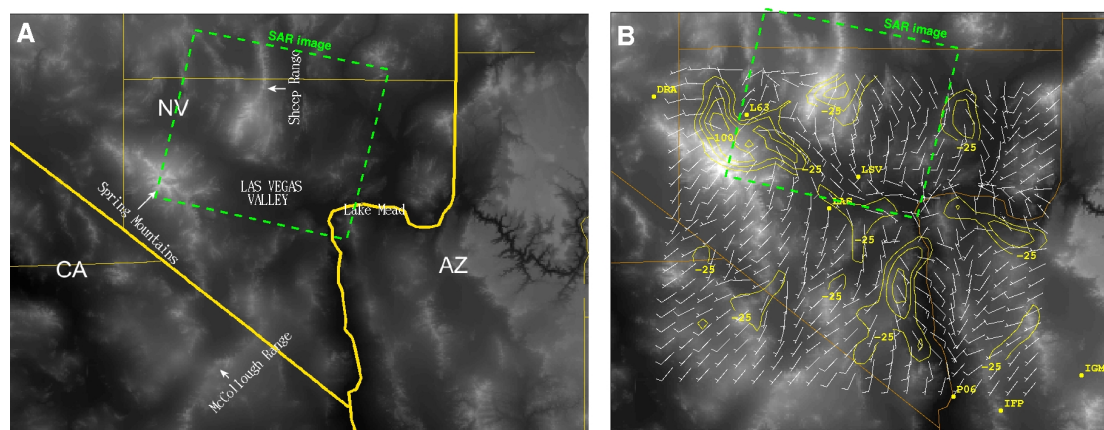 A
SAR image
Sheep Range
NV
LAS VEGAS
VALLEY
Lake Mead
Spring Mountains
CA
AZ
McCollough Range
B
SAR image
DRA
L63
-25
-100
-25
-25
LSV
LAS
-25
-25
-25
-25
-25
-25
-25
IGM
P06
IFP